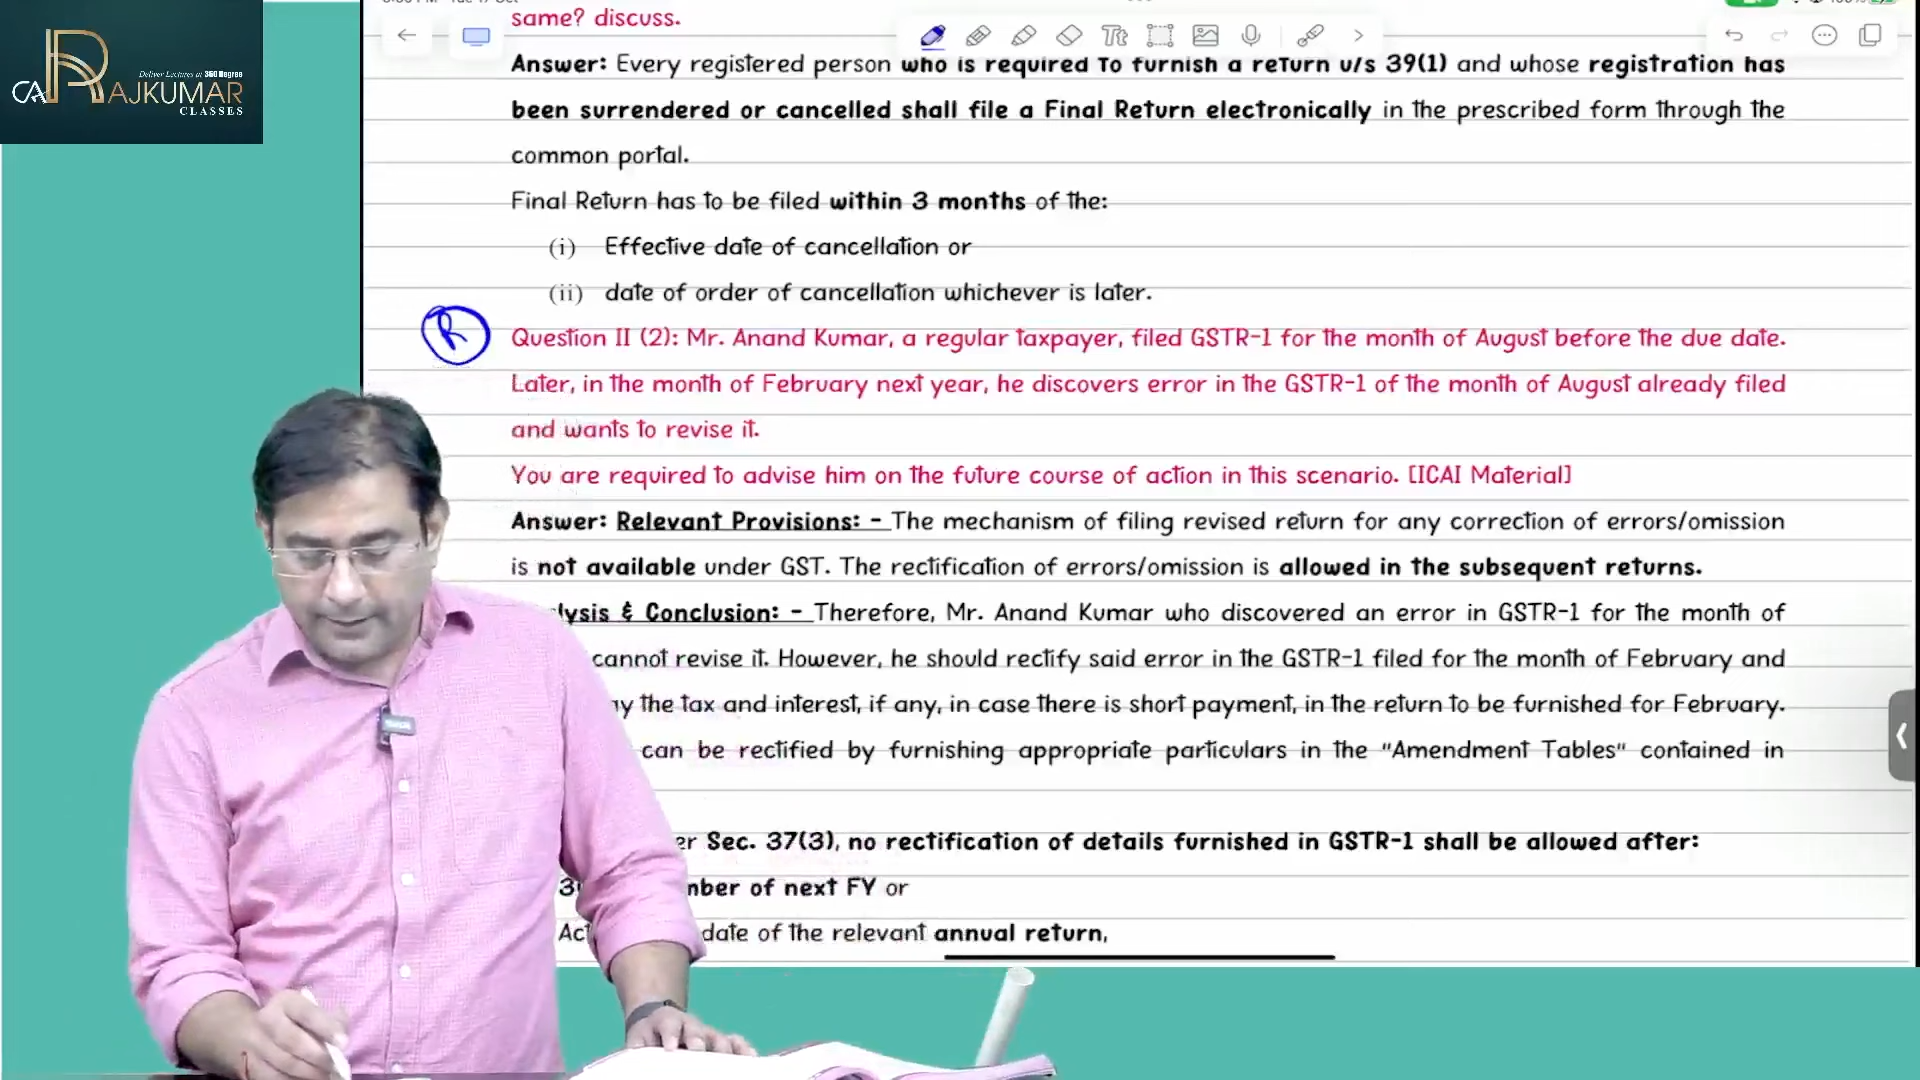 Deliver Lectures at 360 Degree
CA RAJKUMAR
CLASSES
same? discuss.
Tt
Answer: Every registered person who is required to furnish a return u/s 39(1) and whose registration has
been surrendered or cancelled shall file a Final Return electronically in the prescribed form through the
common portal.
Final Return has to be filed within 3 months of the:
(i) Effective date of cancellation or
(ii) date of order of cancellation whichever is later.
R
Question II (2): Mr. Anand Kumar, a regular taxpayer, filed GSTR-1 for the month of August before the due date.
Later, in the month of February next year, he discovers error in the GSTR-1 of the month of August already filed
and wants to revise it.
You are required to advise him on the future course of action in this scenario. [ICAI Material]
Answer: Relevant Provisions: - The mechanism of filing revised return for any correction of errors/omission
is not available under GST. The rectification of errors/omission is allowed in the subsequent returns.
lysis & Conclusion: - Therefore, Mr. Anand Kumar who discovered an error in GSTR-1 for the month of
cannot revise it. However, he should rectify said error in the GSTR-1 filed for the month of February and
y the tax and interest, if any, in case there is short payment, in the return to be furnished for February.
can be rectified by furnishing appropriate particulars in the "Amendment Tables" contained in
er Sec. 37(3), no rectification of details furnished in GSTR-1 shall be allowed after:
3 mber of next FY or
Act date of the relevant annual return,